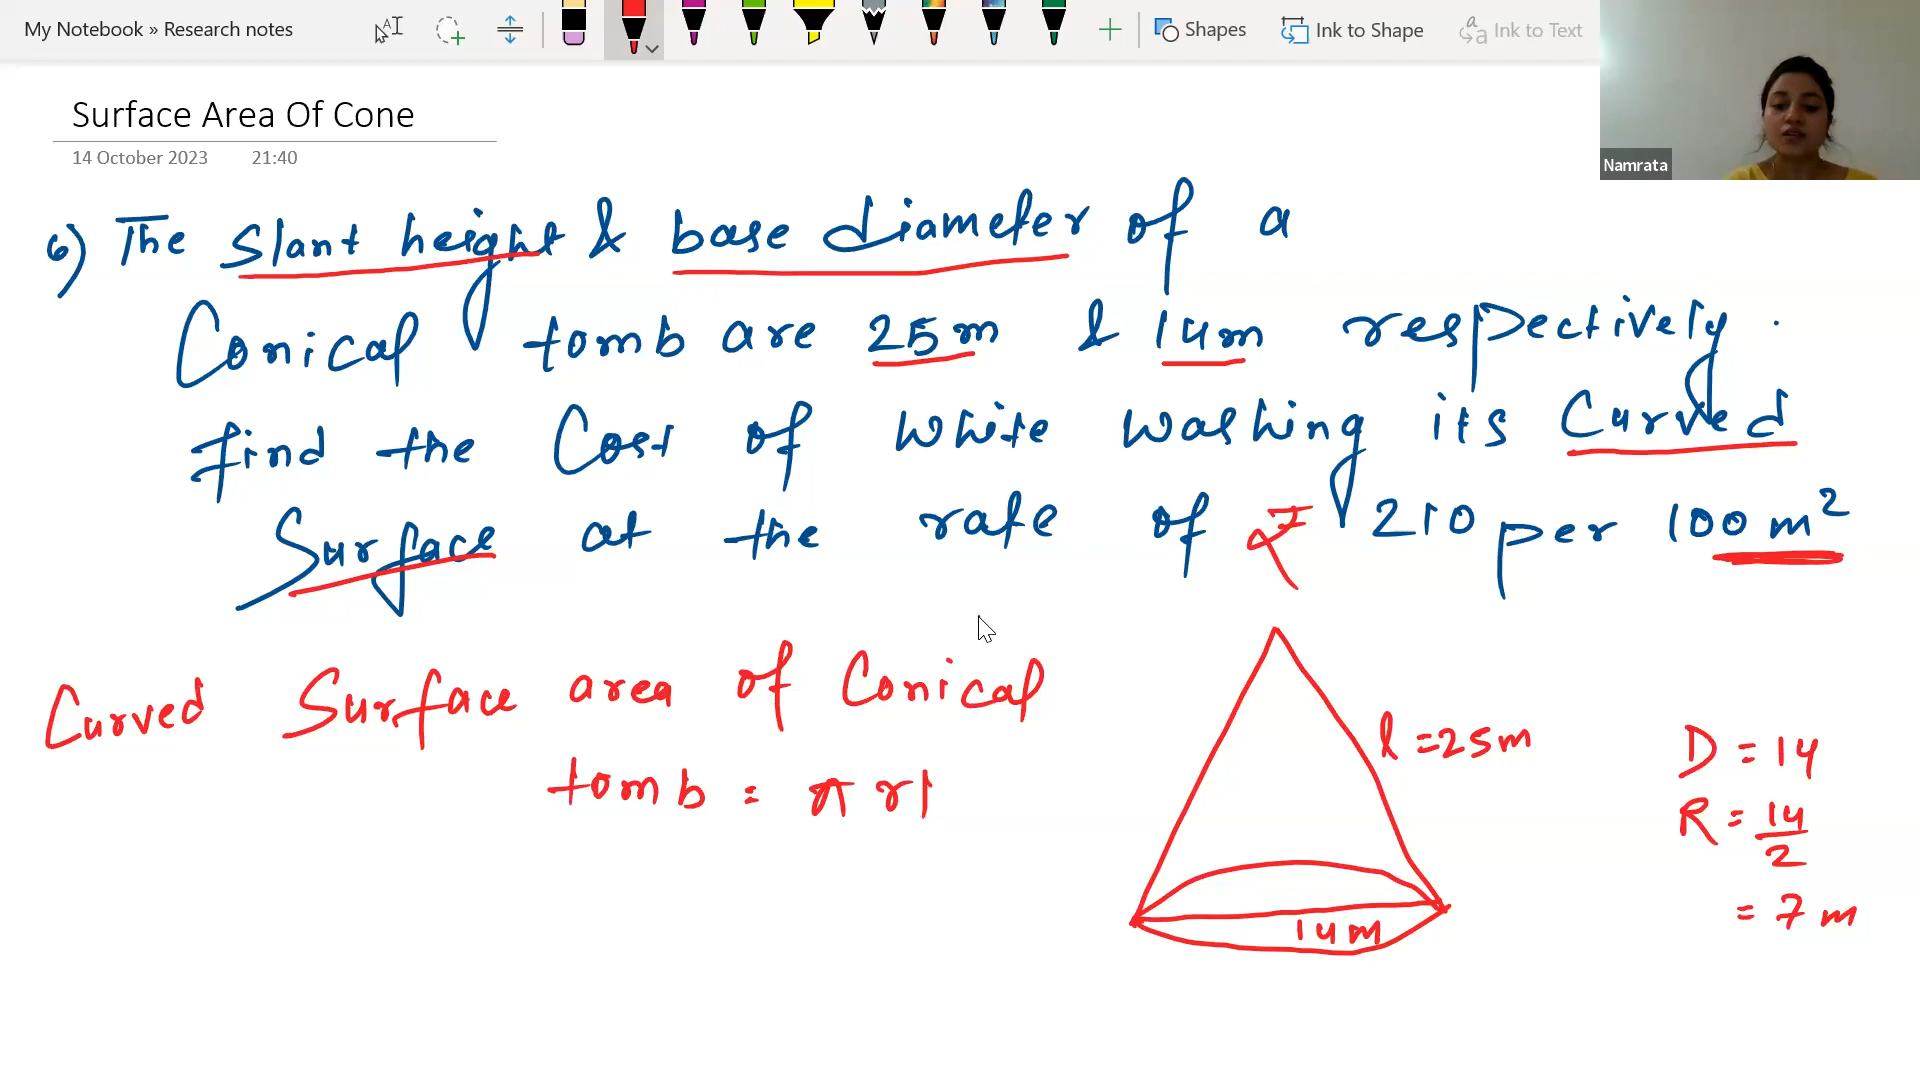 My Notebook » Research notes
Shapes
Ink to Shape
Ink to Text
Namrata
Surface Area Of Cone
14 October 2023 21:40
6) The slant height & base diameter of a
Conical tomb are 25m & 14m respectively.
find the Cost of white washing its Curved
Surface at the rate of ₹ 210 per 100 m²
Curved Surface area of Conical
tomb = π r l
l = 25m
14m
D = 14
R = 14/2
= 7 m